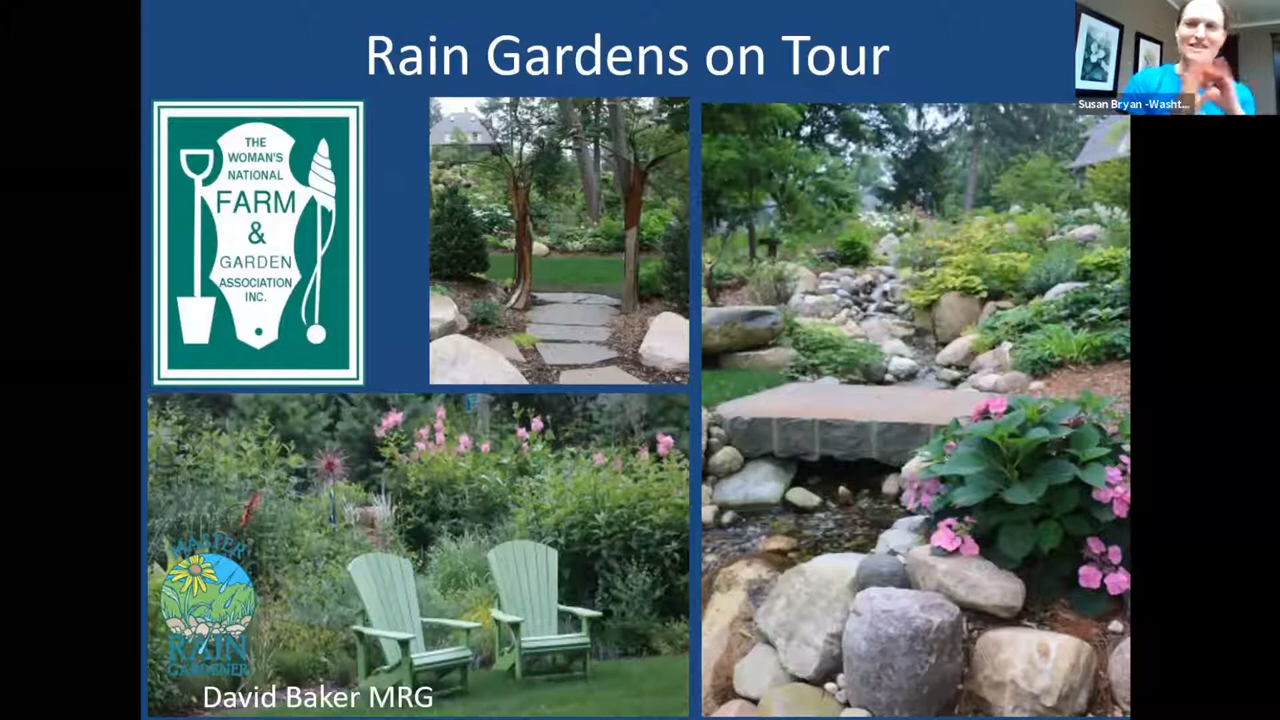 Rain Gardens on Tour
Susan Bryan -Washt...
THE
WOMAN'S
NATIONAL
FARM
&
GARDEN
ASSOCIATION
INC.
MASTER
RAIN
GARDENER
David Baker MRG